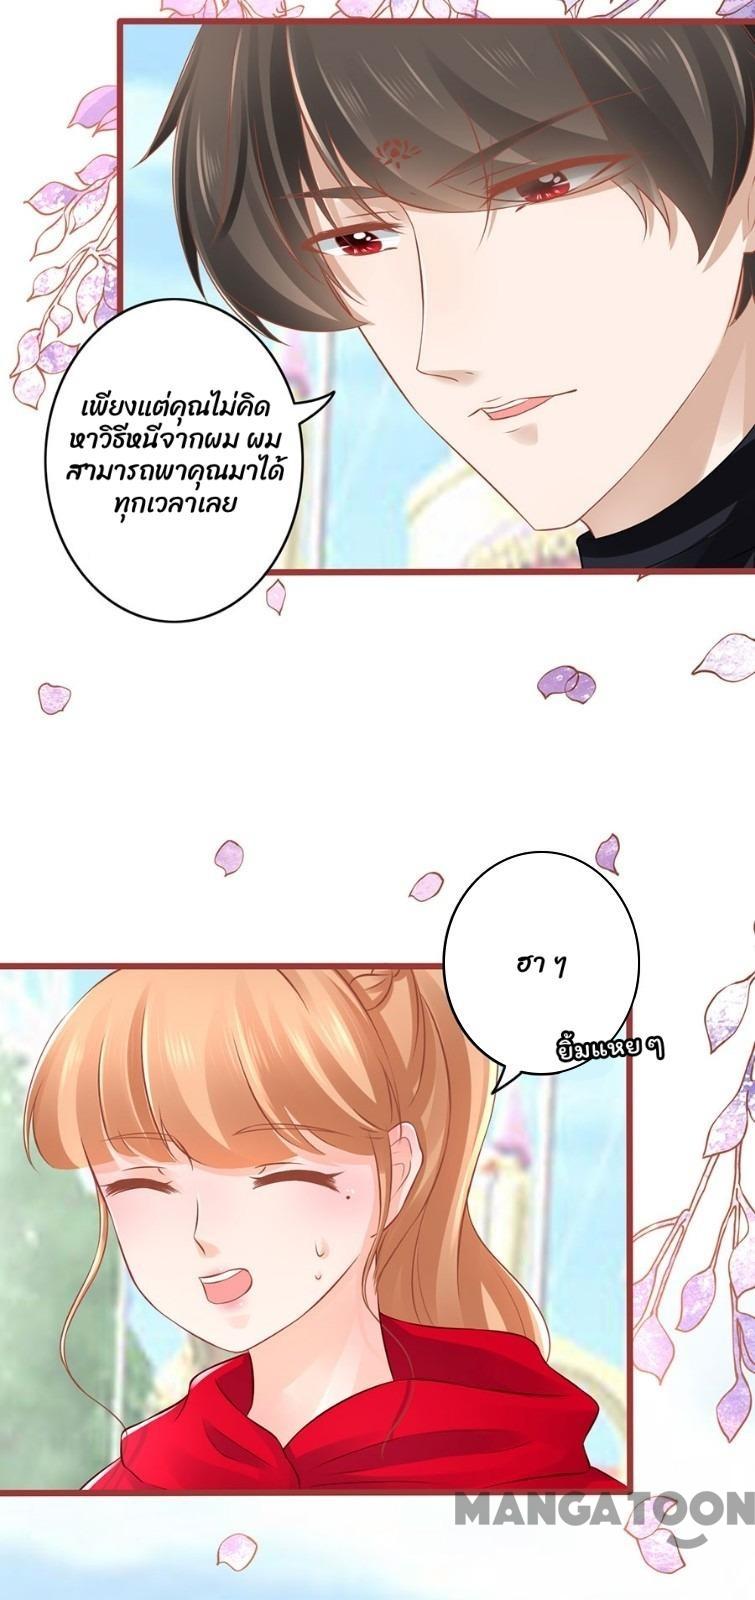 เพียงแต่คุณไม่คิด
หาวิธีหนีจากผม ผม
สามารถพาคุณมาได้
ทุกเวลาเลย
ฮา ๆ
ยิ้มแหย ๆ
MANGATOON